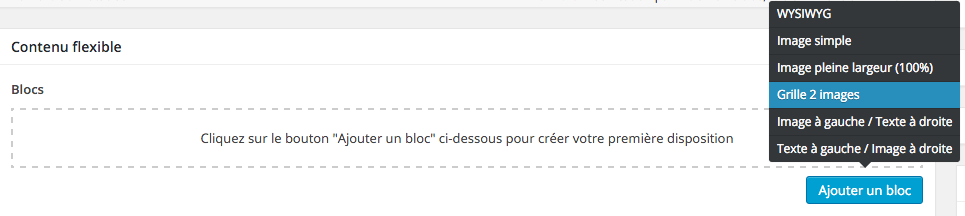 WYSIWYG
Contenu flexible
Image simple
Image pleine largeur (100%)
Blocs
Grille 2 images
Image à gauche / Texte à droite
Cliquez sur le bouton "Ajouter un bloc" ci-dessous pour créer votre première disposition
Texte à gauche / Image à droite
Ajouter un bloc